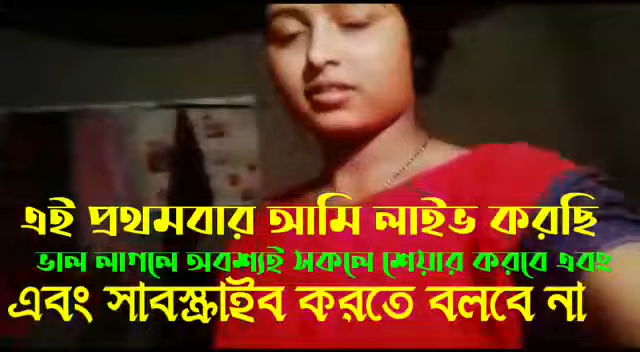 এই প্রথমবার আমি লাইভ করছি
ভাল লাগলে অবশ্যই সকলে শেয়ার করবে এবং
এবং সাবস্ক্রাইব করতে বলবে না